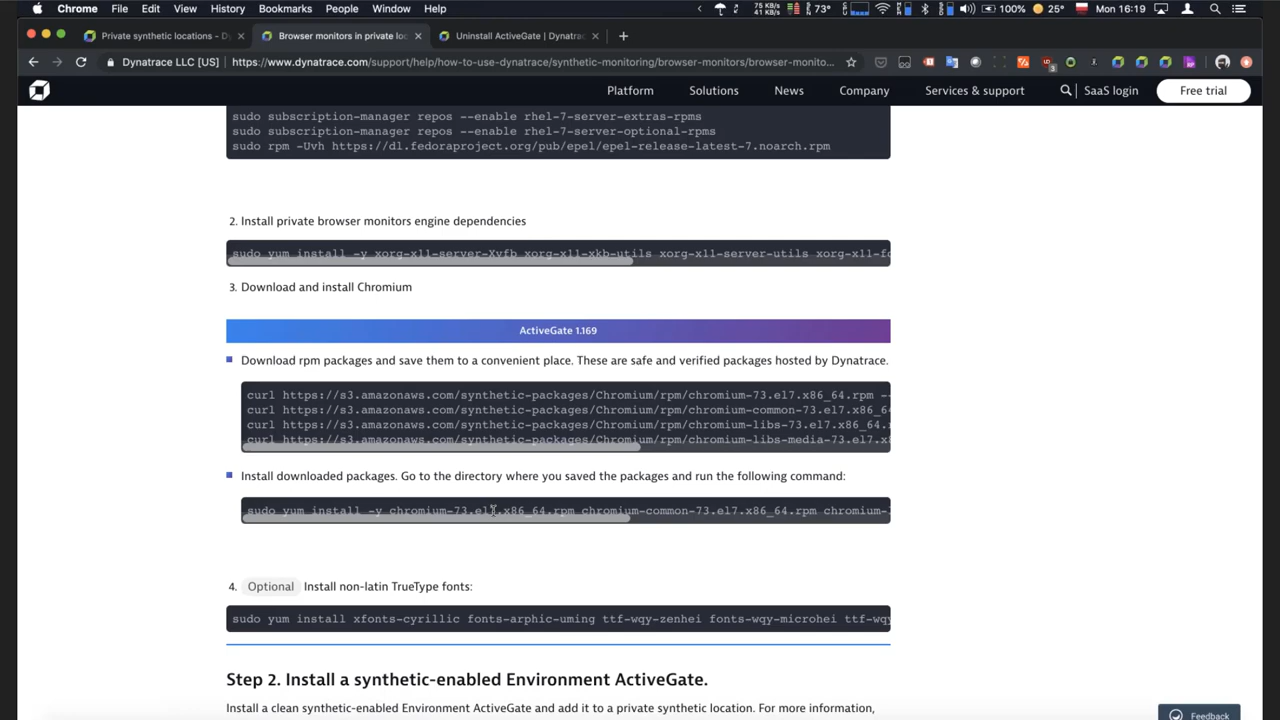 Chrome File Edit View History Bookmarks People Window Help
75 KB/s
41 KB/s
73° 100% 25° Mon 16:19
Private synthetic locations - Dy
Browser monitors in private loc
Uninstall ActiveGate | Dynatrac
Dynatrace LLC [US] | https://www.dynatrace.com/support/help/how-to-use-dynatrace/synthetic-monitoring/browser-monitors/browser-monito...
3
Platform Solutions News Company Services & support SaaS login Free trial
sudo subscription-manager repos --enable rhel-7-server-extras-rpms
sudo subscription-manager repos --enable rhel-7-server-optional-rpms
sudo rpm -Uvh https://dl.fedoraproject.org/pub/epel/epel-release-latest-7.noarch.rpm
2. Install private browser monitors engine dependencies
sudo yum install -y xorg-x11-server-Xvfb xorg-x11-xkb-utils xorg-x11-server-utils xorg-x11-fo
3. Download and install Chromium
ActiveGate 1.169
Download rpm packages and save them to a convenient place. These are safe and verified packages hosted by Dynatrace.
curl https://s3.amazonaws.com/synthetic-packages/Chromium/rpm/chromium-73.el7.x86_64.rpm --
curl https://s3.amazonaws.com/synthetic-packages/Chromium/rpm/chromium-common-73.el7.x86_64
curl https://s3.amazonaws.com/synthetic-packages/Chromium/rpm/chromium-libs-73.el7.x86_64.r
curl https://s3.amazonaws.com/synthetic-packages/Chromium/rpm/chromium-libs-media-73.el7.x8
Install downloaded packages. Go to the directory where you saved the packages and run the following command:
sudo yum install -y chromium-73.el7.x86_64.rpm chromium-common-73.el7.x86_64.rpm chromium-
4. Optional Install non-latin TrueType fonts:
sudo yum install xfonts-cyrillic fonts-arphic-uming ttf-wqy-zenhei fonts-wqy-microhei ttf-wqy
Step 2. Install a synthetic-enabled Environment ActiveGate.
Install a clean synthetic-enabled Environment ActiveGate and add it to a private synthetic location. For more information,
Feedback